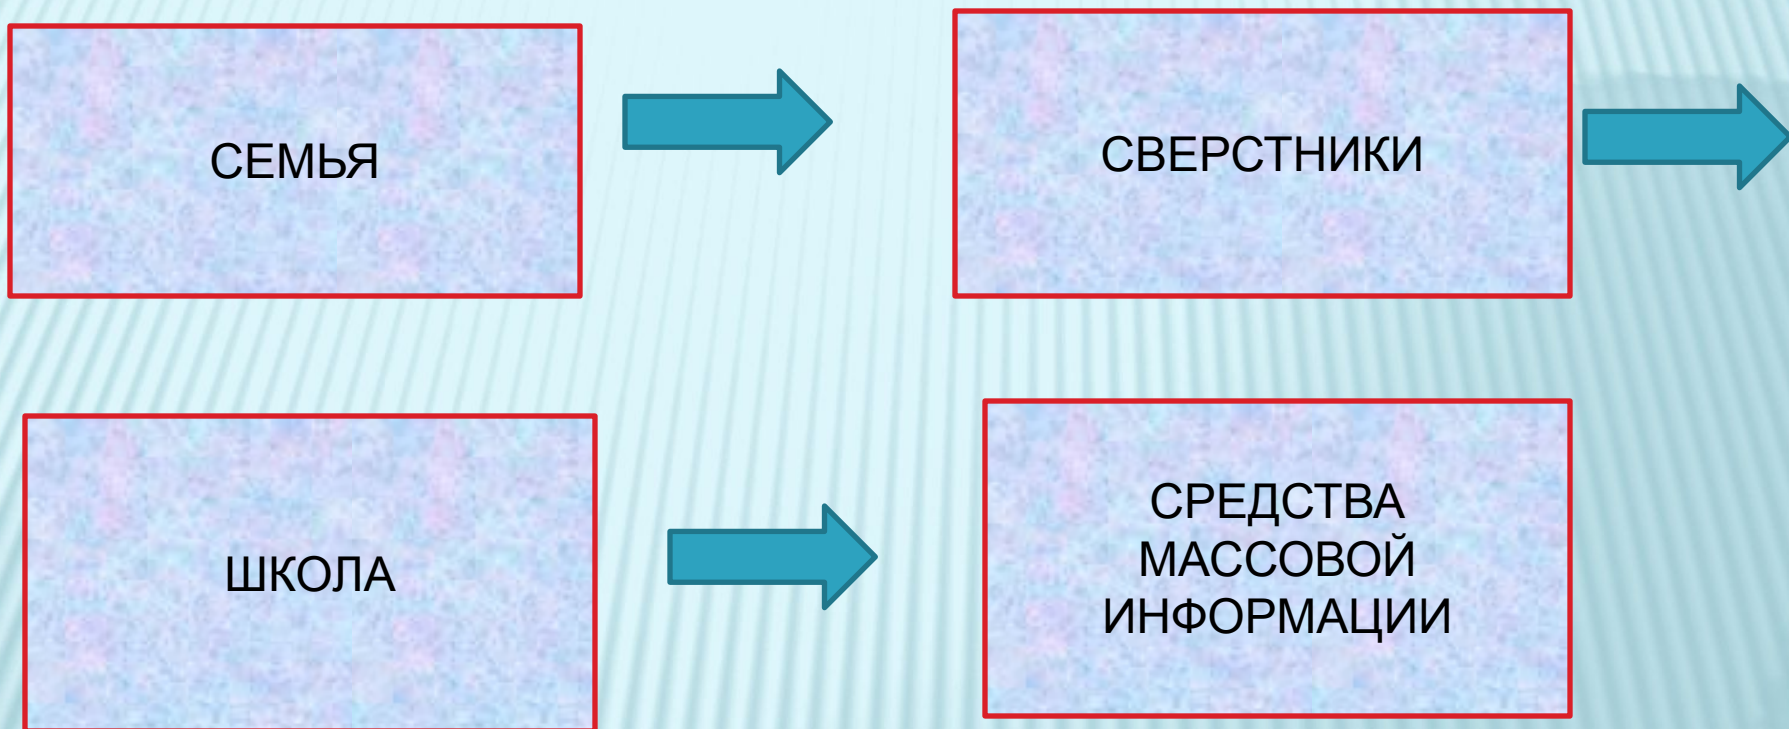 СЕМЬЯ
СВЕРСТНИКИ
ШКОЛА
СРЕДСТВА
МАССОВОЙ
ИНФОРМАЦИИ